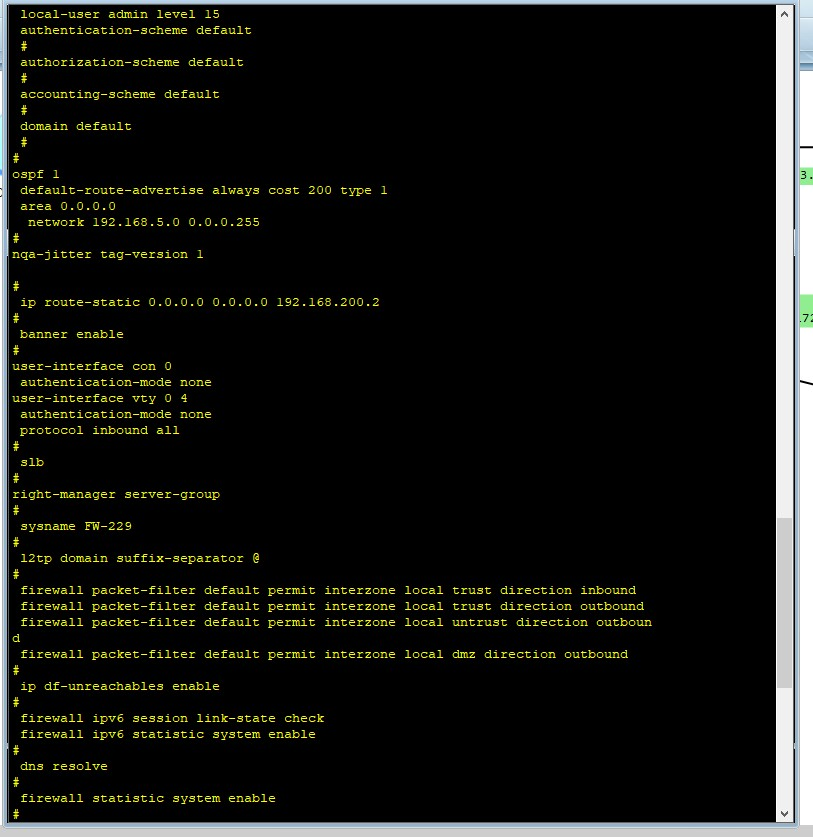 local-user admin level 15
authentication-scheme default
#
authorization-scheme default
#
accounting-scheme default
#
domain default
#
#
ospf 1
default-route-advertise always cost 200 type 1
area 0.0.0.0
network 192.168.5.0 0.0.0.255
#
nqa-jitter tag-version 1
#
ip route-static 0.0.0.0 0.0.0.0 192.168.200.2
#
banner enable
#
user-interface con 0
authentication-mode none
user-interface vty 0 4
authentication-mode none
protocol inbound all
#
slb
#
right-manager server-group
#
sysname FW-229
#
l2tp domain suffix-separator @
#
firewall packet-filter default permit interzone local trust direction inbound
firewall packet-filter default permit interzone local trust direction outbound
firewall packet-filter default permit interzone local untrust direction outboun
d
firewall packet-filter default permit interzone local dmz direction outbound
#
ip df-unreachables enable
#
firewall ipv6 session link-state check
firewall ipv6 statistic system enable
#
dns resolve
#
firewall statistic system enable
#
3.
.72